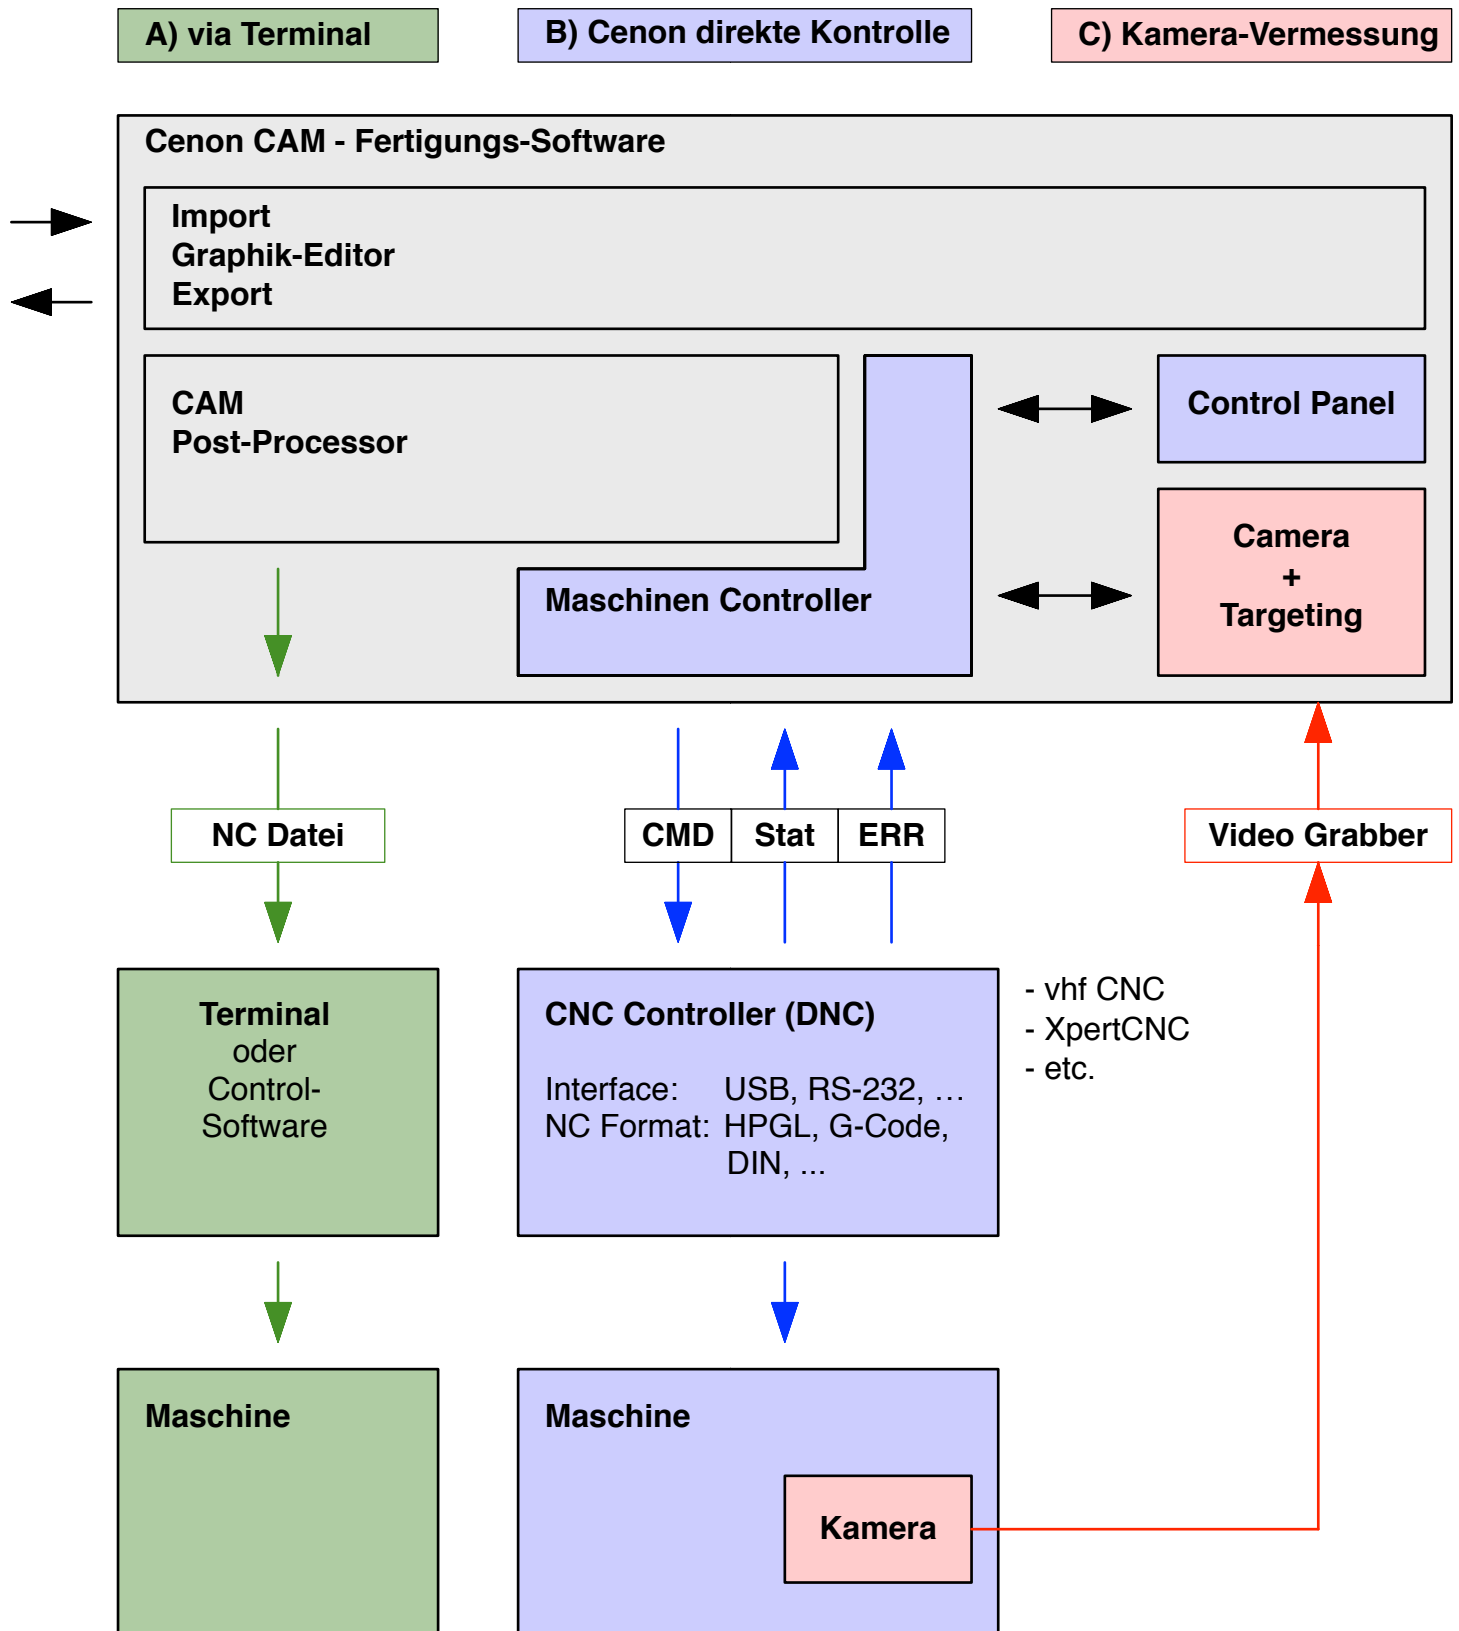 A) via Terminal
B) Cenon direkte Kontrolle
C) Kamera-Vermessung
Cenon CAM - Fertigungs-Software
Import
Graphik-Editor
Export
CAM
Post-Processor
Control Panel
Maschinen Controller
Camera
+
Targeting
NC Datei
CMD
Stat
ERR
Video Grabber
Terminal
oder
Control-
Software
CNC Controller (DNC)
Interface: USB, RS-232, …
NC Format: HPGL, G-Code,
DIN, ...
- vhf CNC
- XpertCNC
- etc.
Maschine
Maschine
Kamera